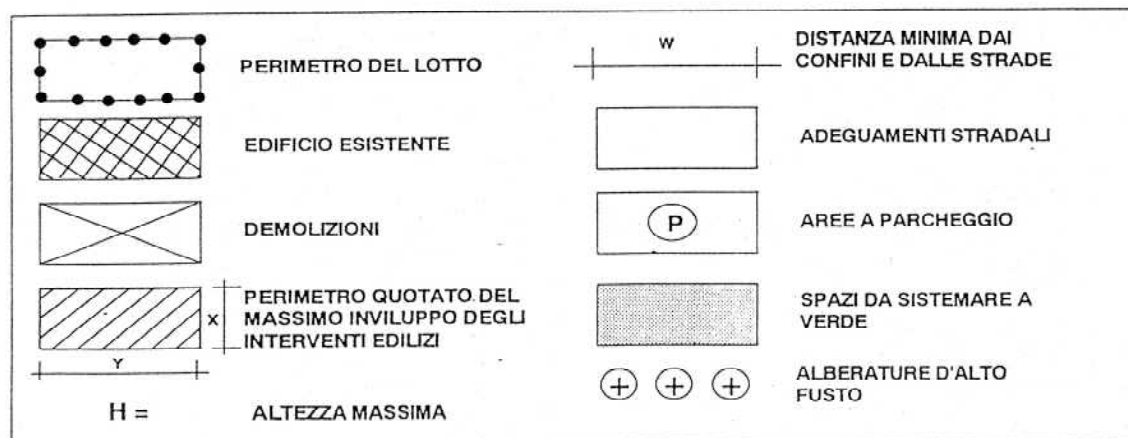 PERIMETRO DEL LOTTO
EDIFICIO ESISTENTE
DEMOLIZIONI
PERIMETRO QUOTATO DEL
MASSIMO INVILUPPO DEGLI
INTERVENTI EDILIZI
X
Y
H =
ALTEZZA MASSIMA
W
DISTANZA MINIMA DAI
CONFINI E DALLE STRADE
ADEGUAMENTI STRADALI
P
AREE A PARCHEGGIO
SPAZI DA SISTEMARE A
VERDE
ALBERATURE D'ALTO
FUSTO